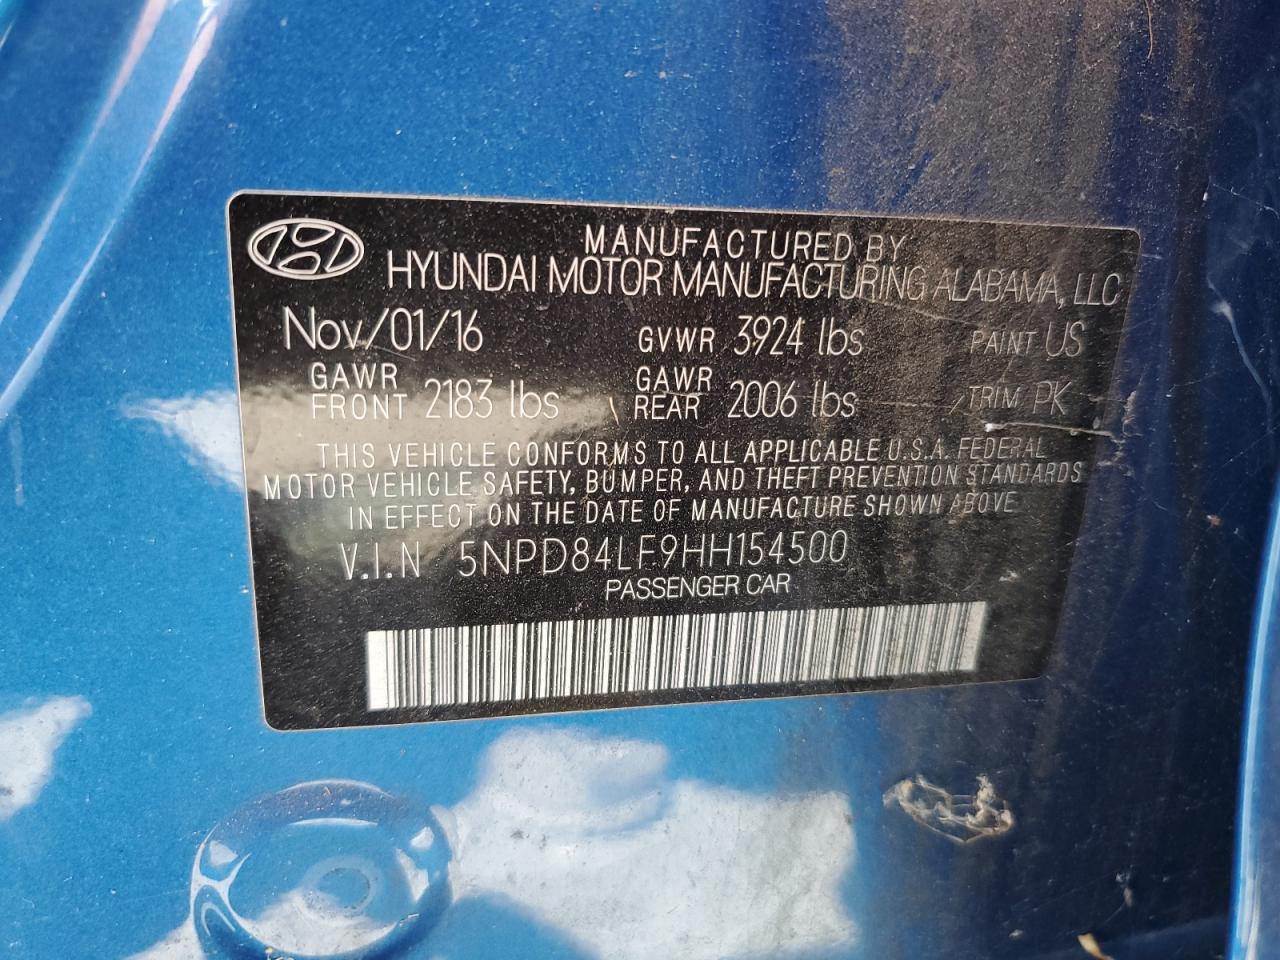 MANUFACTURED BY
HYUNDAI MOTOR MANUFACTURING ALABAMA, LLC
Nov/01/16 GVWR 3924 lbs PAINT US
GAWR FRONT 2183 lbs GAWR REAR 2006 lbs TRIM PK
THIS VEHICLE CONFORMS TO ALL APPLICABLE U.S.A. FEDERAL
MOTOR VEHICLE SAFETY, BUMPER, AND THEFT PREVENTION STANDARDS
IN EFFECT ON THE DATE OF MANUFACTURE SHOWN ABOVE
V.I.N 5NPD84LF9HH154500
PASSENGER CAR